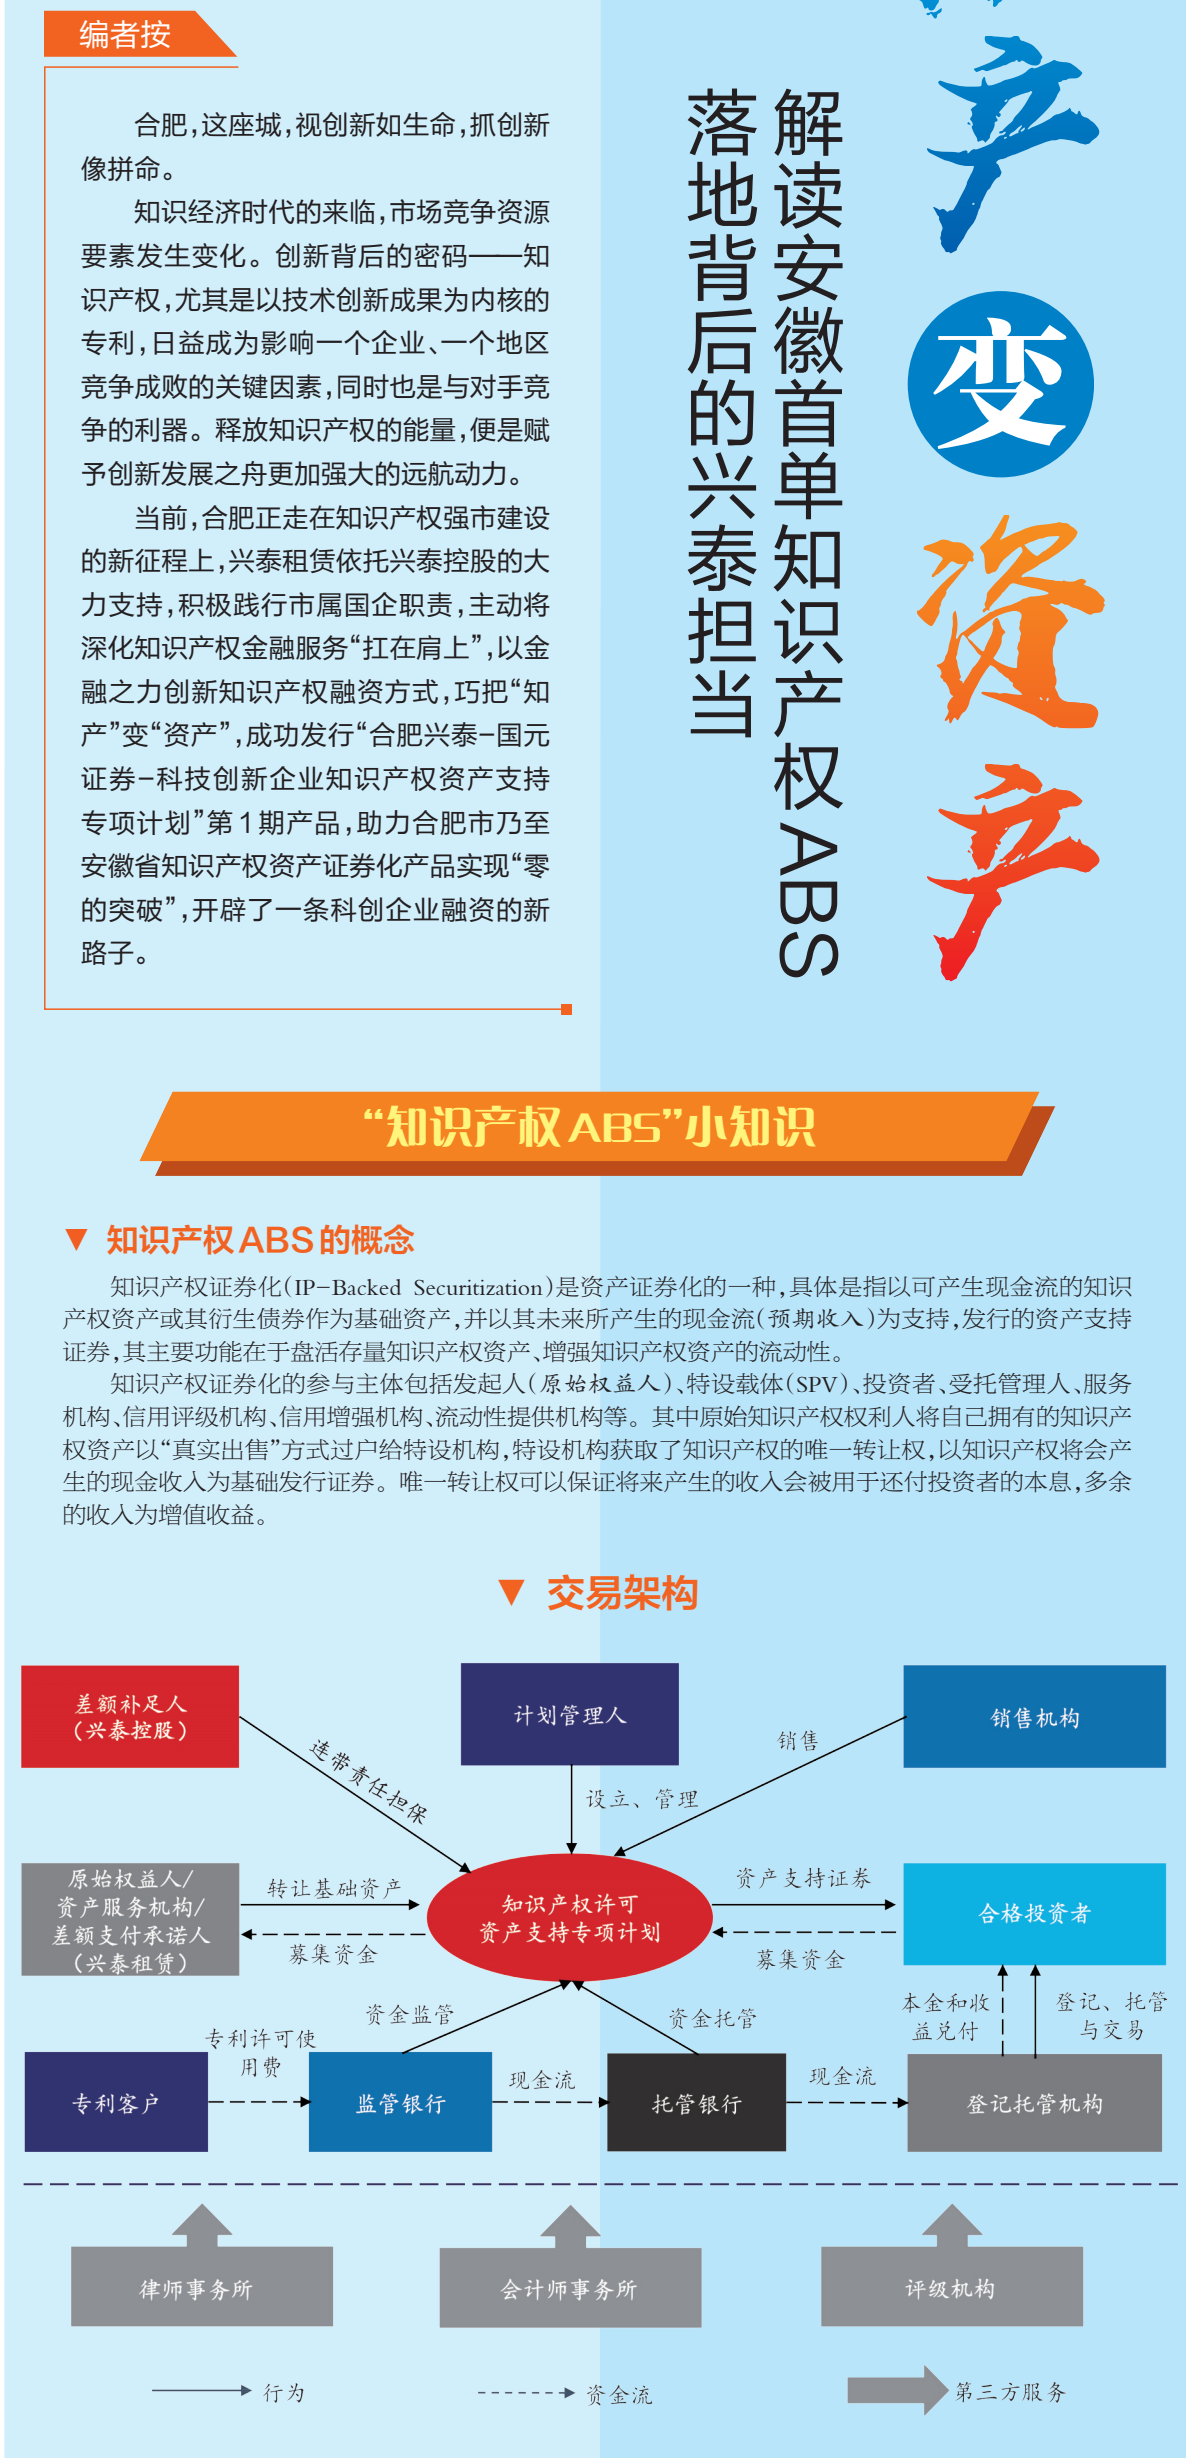 编者按
合肥，这座城，视创新如生命，抓创新
像拼命。
知识经济时代的来临，市场竞争资源
要素发生变化。创新背后的密码——知
识产权，尤其是以技术创新成果为内核的
专利，日益成为影响一个企业、一个地区
竞争成败的关键因素，同时也是与对手竞
争的利器。释放知识产权的能量，便是赋
予创新发展之舟更加强大的远航动力。
当前，合肥正走在知识产权强市建设
的新征程上，兴泰租赁依托兴泰控股的大
力支持，积极践行市属国企职责，主动将
深化知识产权金融服务“扛在肩上”，以金
融之力创新知识产权融资方式，巧把“知
产”变“资产”，成功发行“合肥兴泰-国元
证券-科技创新企业知识产权资产支持
专项计划”第1期产品，助力合肥市乃至
安徽省知识产权资产证券化产品实现“零
的突破”，开辟了一条科创企业融资的新
路子。
产变资产
解读安徽首单知识产权ABS
落地背后的兴泰担当
“知识产权ABS”小知识
▼ 知识产权ABS的概念
知识产权证券化(IP-Backed Securitization)是资产证券化的一种，具体是指以可产生现金流的知识
产权资产或其衍生债券作为基础资产，并以其未来所产生的现金流(预期收入)为支持，发行的资产支持
证券，其主要功能在于盘活存量知识产权资产、增强知识产权资产的流动性。
知识产权证券化的参与主体包括发起人(原始权益人)、特设载体(SPV)、投资者、受托管理人、服务
机构、信用评级机构、信用增强机构、流动性提供机构等。其中原始知识产权权利人将自己拥有的知识产
权资产以“真实出售”方式过户给特设机构，特设机构获取了知识产权的唯一转让权，以知识产权将会产
生的现金收入为基础发行证券。唯一转让权可以保证将来产生的收入会被用于还付投资者的本息，多余
的收入为增值收益。
▼ 交易架构
差额补足人
（兴泰控股）
计划管理人
销售机构
连带责任担保
设立、管理
销售
原始权益人/
资产服务机构/
差额支付承诺人
（兴泰租赁）
转让基础资产
募集资金
知识产权许可
资产支持专项计划
资产支持证券
募集资金
合格投资者
资金监管
资金托管
本金和收
益兑付
登记、托管
与交易
专利客户
专利许可使
用费
监管银行
现金流
托管银行
现金流
登记托管机构
律师事务所
会计师事务所
评级机构
行为
资金流
第三方服务